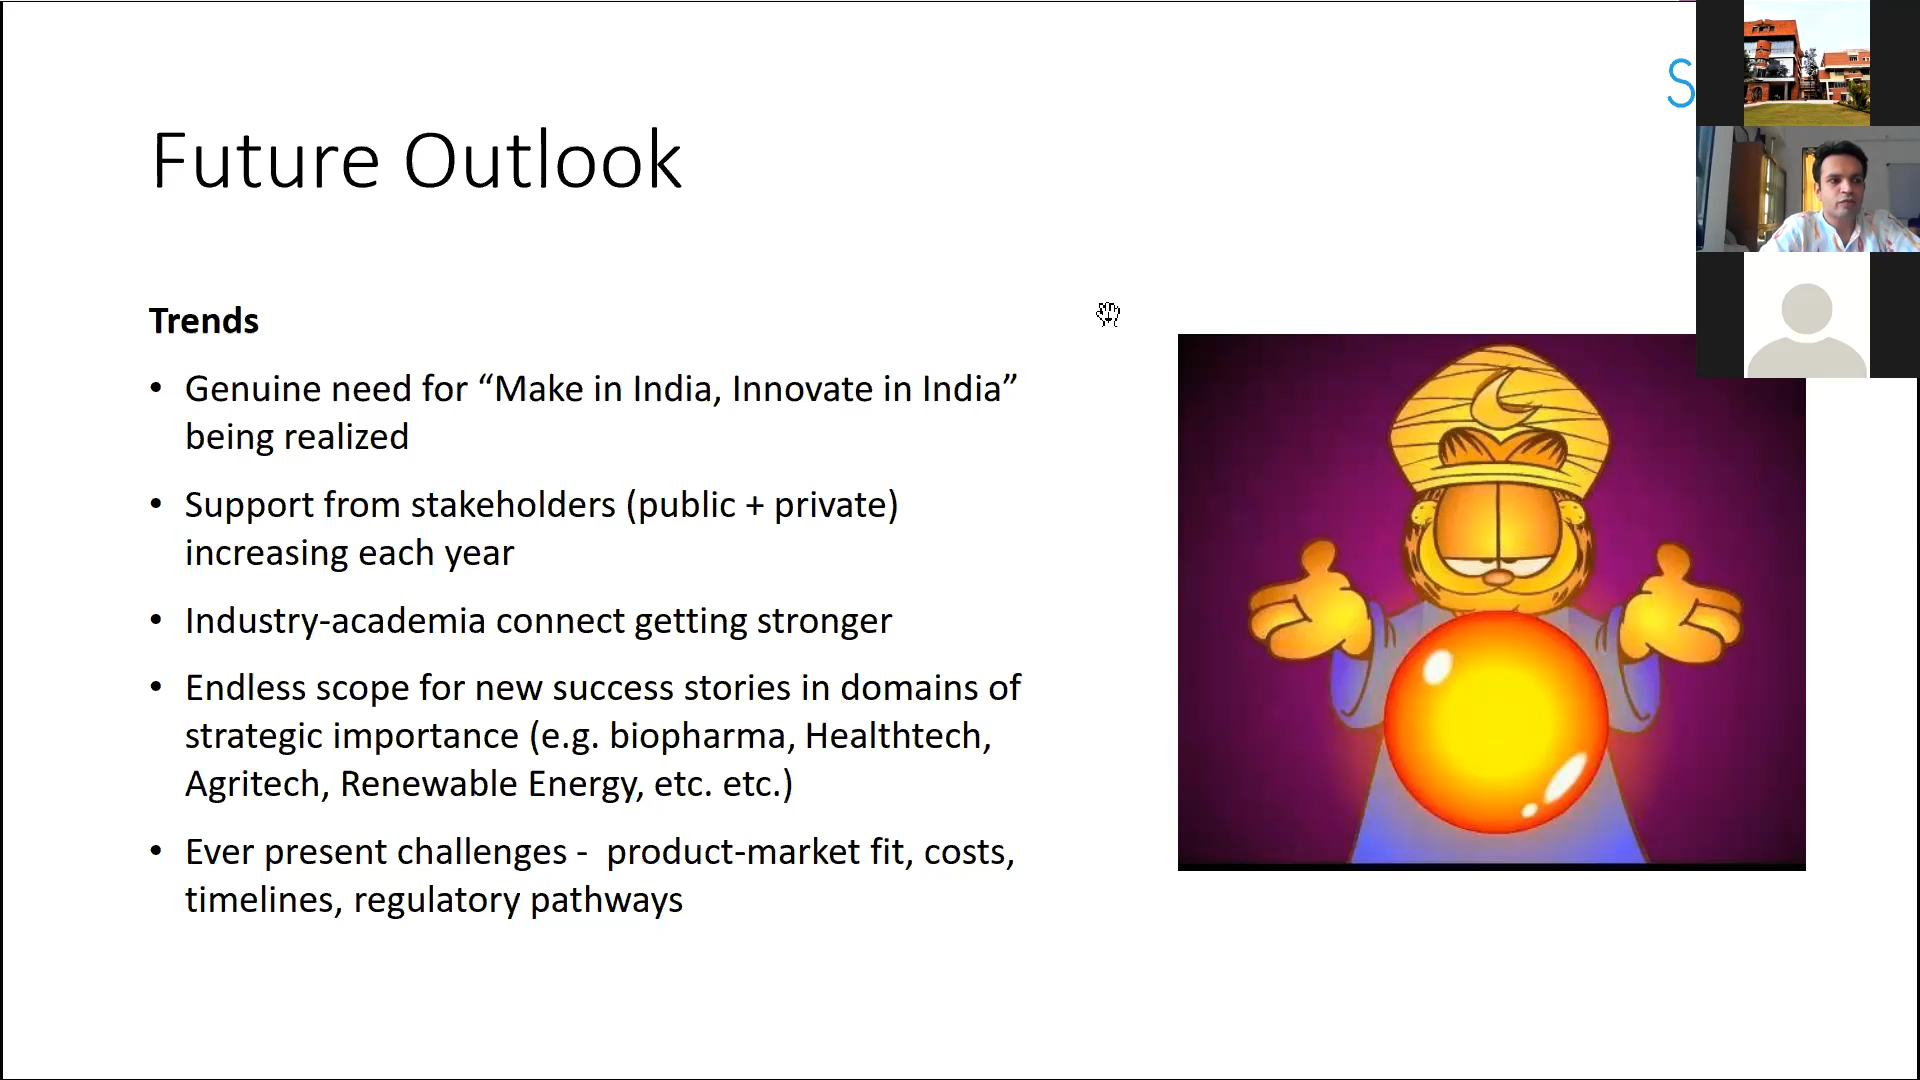 S
Future Outlook
Trends
• Genuine need for “Make in India, Innovate in India”
being realized
• Support from stakeholders (public + private)
increasing each year
• Industry-academia connect getting stronger
• Endless scope for new success stories in domains of
strategic importance (e.g. biopharma, Healthtech,
Agritech, Renewable Energy, etc. etc.)
• Ever present challenges -  product-market fit, costs,
timelines, regulatory pathways